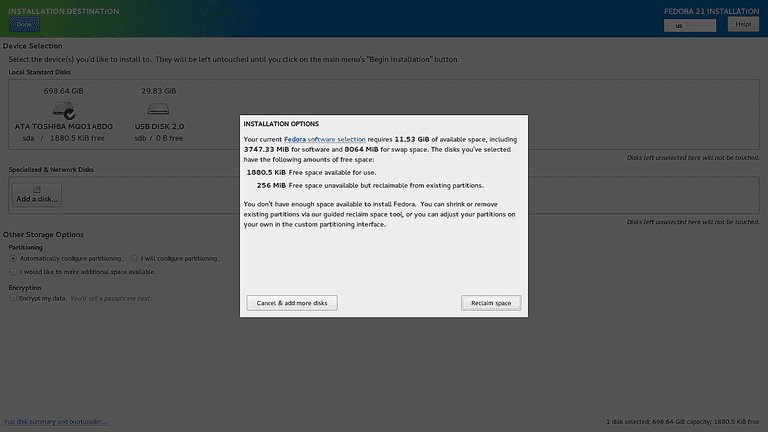 INSTALLATION DESTINATION
FEDORA 21 INSTALLATION
Done
us
Help!
Device Selection
Select the device(s) you'd like to install to. They will be left untouched until you click on the main menu's "Begin Installation" button.
Local Standard Disks
698.64 GiB
29.83 GiB
ATA TOSHIBA MQ01ABD0
USB DISK 2.0
sda / 1880.5 KiB free
sdb / 0 B free
Disks left unselected here will not be touched.
Specialized & Network Disks
Add a disk...
Disks left unselected here will not be touched.
Other Storage Options
Partitioning
Automatically configure partitioning.
I will configure partitioning.
I would like to make additional space available.
Encryption
Encrypt my data. You'll set a passphrase next.
INSTALLATION OPTIONS
Your current Fedora software selection requires 11.53 GiB of available space, including
3747.33 MiB for software and 8064 MiB for swap space. The disks you've selected
have the following amounts of free space:
1880.5 KiB Free space available for use.
256 MiB Free space unavailable but reclaimable from existing partitions.
You don't have enough space available to install Fedora. You can shrink or remove
existing partitions via our guided reclaim space tool, or you can adjust your partitions on
your own in the custom partitioning interface.
Cancel & add more disks
Reclaim space
Full disk summary and bootloader...
1 disk selected; 698.64 GiB capacity; 1880.5 KiB free